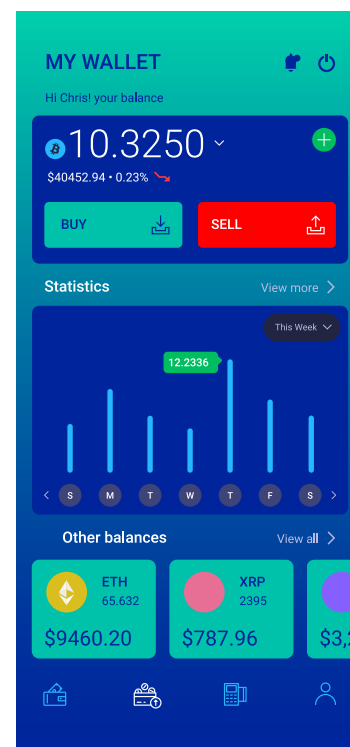 MY WALLET
Hi Chris! your balance
10.3250
$40452.94 • 0.23%
BUY
SELL
Statistics
View more
This Week
12.2336
S M T W T F S
Other balances
View all
ETH
65.632
$9460.20
XRP
2395
$787.96
$3,